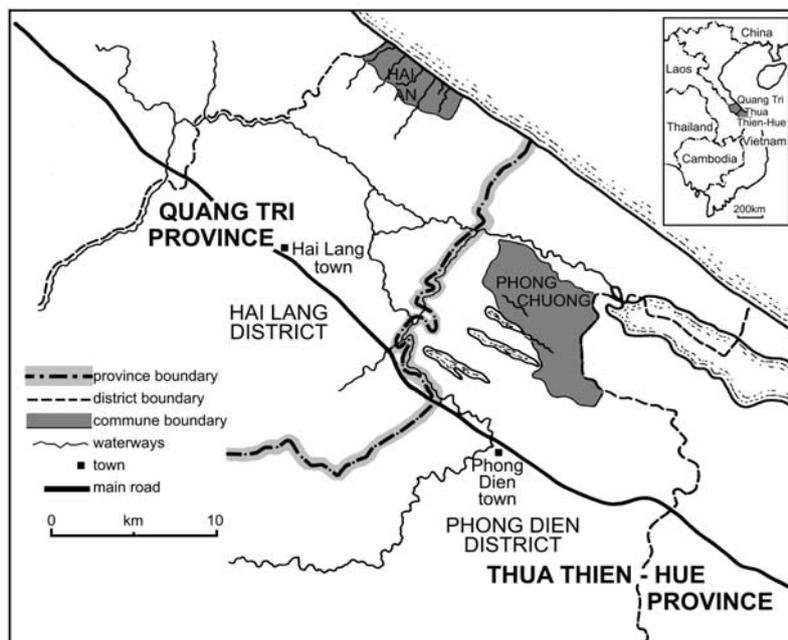 HAI
AN
China
Laos
Quang Tri
Thua
Thien-Hue
Thailand
Vietnam
Cambodia
200km
QUANG TRI
PROVINCE
Hai Lang
town
HAI LANG
DISTRICT
PHONG
CHUONG
province boundary
district boundary
commune boundary
waterways
town
main road
0 km 10
Phong
Dien
town
PHONG DIEN
DISTRICT
THUA THIEN - HUE
PROVINCE